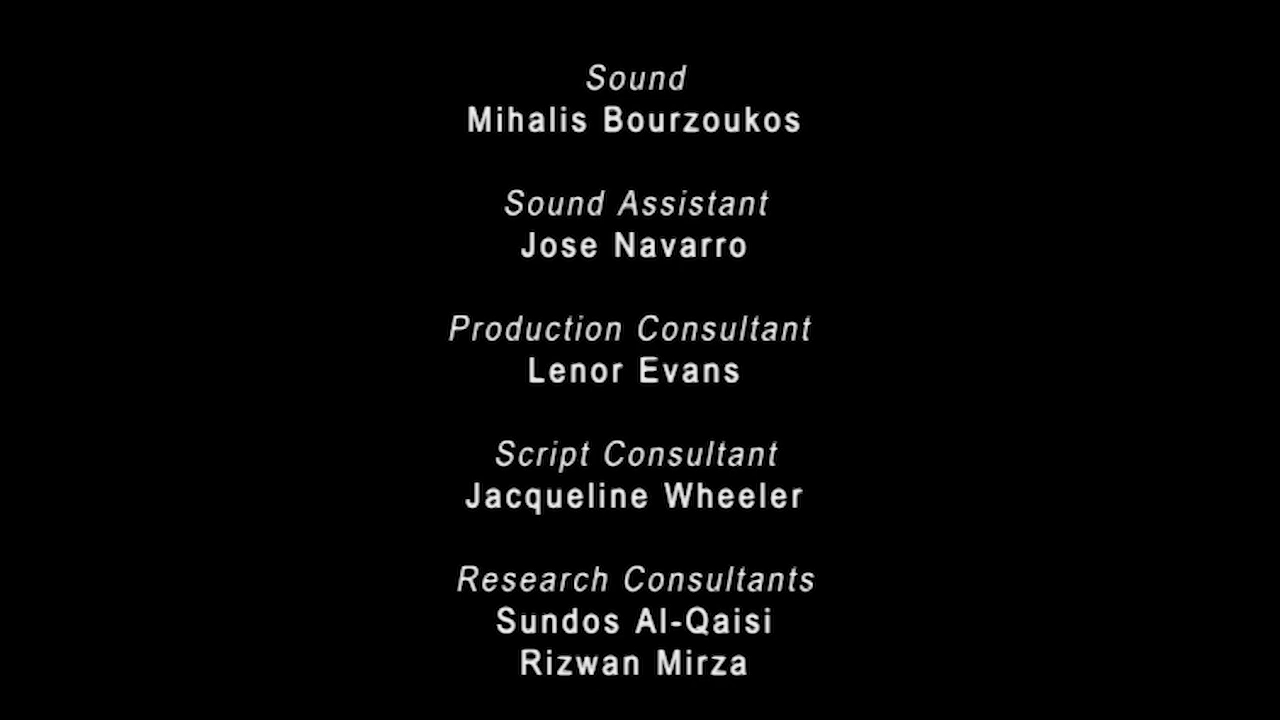 Sound
Mihalis Bourzoukos
Sound Assistant
Jose Navarro
Production Consultant
Lenor Evans
Script Consultant
Jacqueline Wheeler
Research Consultants
Sundos Al-Qaisi
Rizwan Mirza